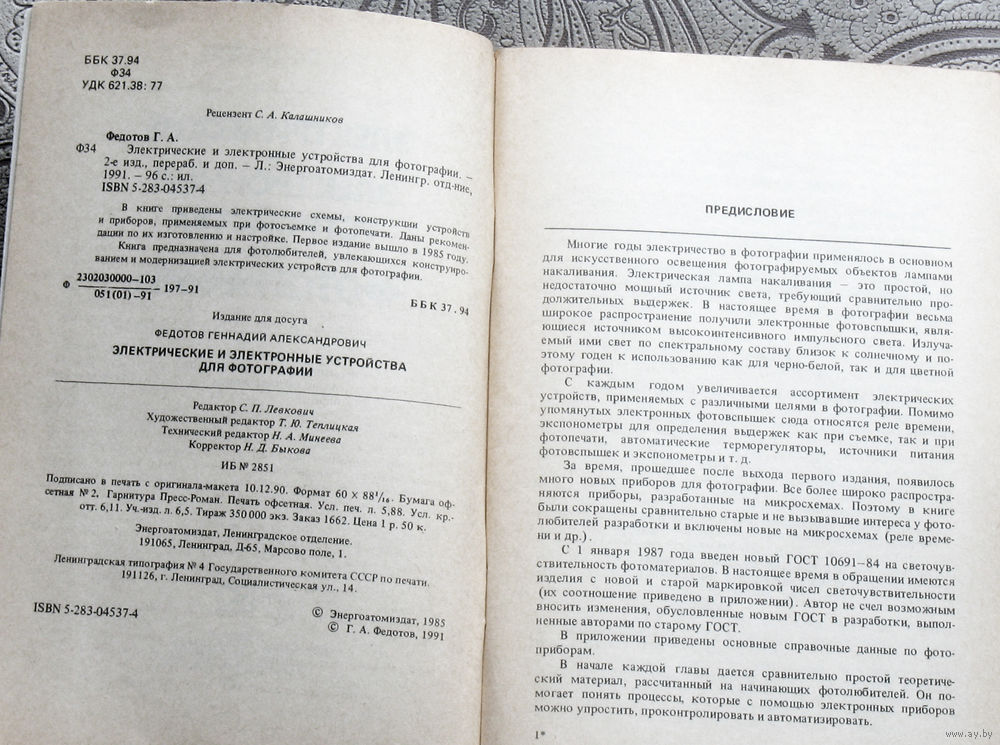 ББК 37.94
Ф34
УДК 621.38: 77
Рецензент С. А. Калашников
Федотов Г. А.
Ф34 Электрические и электронные устройства для фотографии. –
2-е изд., перераб. и доп. – Л.: Энергоатомиздат. Ленингр. отд-ние,
1991. – 96 с.: ил.
ISBN 5-283-04537-4
В книге приведены электрические схемы, конструкции устройств
и приборов, применяемых при фотосъемке и фотопечати. Даны рекомен-
дации по их изготовлению и настройке. Первое издание вышло в 1985 году.
Книга предназначена для фотолюбителей, увлекающихся конструиро-
ванием и модернизацией электрических устройств для фотографии.
Ф 2302030000–103
051(01)–91 – 197–91
ББК 37.94
Издание для досуга
ФЕДОТОВ ГЕННАДИЙ АЛЕКСАНДРОВИЧ
ЭЛЕКТРИЧЕСКИЕ И ЭЛЕКТРОННЫЕ УСТРОЙСТВА
ДЛЯ ФОТОГРАФИИ
Редактор С. П. Левкович
Художественный редактор Т. Ю. Теплицкая
Технический редактор Н. А. Минеева
Корректор Н. Д. Быкова
ИБ № 2851
Подписано в печать с оригинала-макета 10.12.90. Формат 60 × 88 1/16. Бумага оф-
сетная № 2. Гарнитура Пресс-Роман. Печать офсетная. Усл. печ. л. 5,88. Усл. кр.-
отт. 6,11. Уч.-изд. л. 6,5. Тираж 350 000 экз. Заказ 1662. Цена 1 р. 50 к.
Энергоатомиздат, Ленинградское отделение.
191065, Ленинград, Д-65, Марсово поле, 1.
Ленинградская типография № 4 Государственного комитета СССР по печати.
191126, г. Ленинград, Социалистическая ул., 14.
ISBN 5-283-04537-4
© Энергоатомиздат, 1985
© Г. А. Федотов, 1991
ПРЕДИСЛОВИЕ
Многие годы электричество в фотографии применялось в основном
для искусственного освещения фотографируемых объектов лампами
накаливания. Электрическая лампа накаливания – это простой, но
недостаточно мощный источник света, требующий сравнительно про-
должительных выдержек. В настоящее время в фотографии весьма
широкое распространение получили электронные фотовспышки, явля-
ющиеся источником высокоинтенсивного импульсного света. Излуча-
емый ими свет по спектральному составу близок к солнечному и по-
этому годен к использованию как для черно-белой, так и для цветной
фотографии.
С каждым годом увеличивается ассортимент электрических
устройств, применяемых с различными целями в фотографии. Помимо
упомянутых электронных фотовспышек сюда относятся реле времени,
экспонометры для определения выдержек как при съемке, так и при
фотопечати, автоматические терморегуляторы, источники питания
фотовспышек и экспонометры и т. д.
За время, прошедшее после выхода первого издания, появилось
много новых приборов для фотографии. Все более широко распростра-
няются приборы, разработанные на микросхемах. Поэтому в книге
были сокращены сравнительно старые и не вызывавшие интереса у фото-
любителей разработки и включены новые на микросхемах (реле време-
ни и др.).
С 1 января 1987 года введен новый ГОСТ 10691–84 на светочув-
ствительность фотоматериалов. В настоящее время в обращении имеются
изделия с новой и старой маркировкой чисел светочувствительности
(их соотношение приведено в приложении). Автор не счел возможным
вносить изменения, обусловленные новым ГОСТ в разработки, выпол-
ненные авторами по старому ГОСТ.
В приложении приведены основные справочные данные по фото-
приборам.
В начале каждой главы дается сравнительно простой теоретиче-
ский материал, рассчитанный на начинающих фотолюбителей. Он по-
могает понять процессы, которые с помощью электронных приборов
можно упростить, проконтролировать и автоматизировать.
1*
www.ay.by